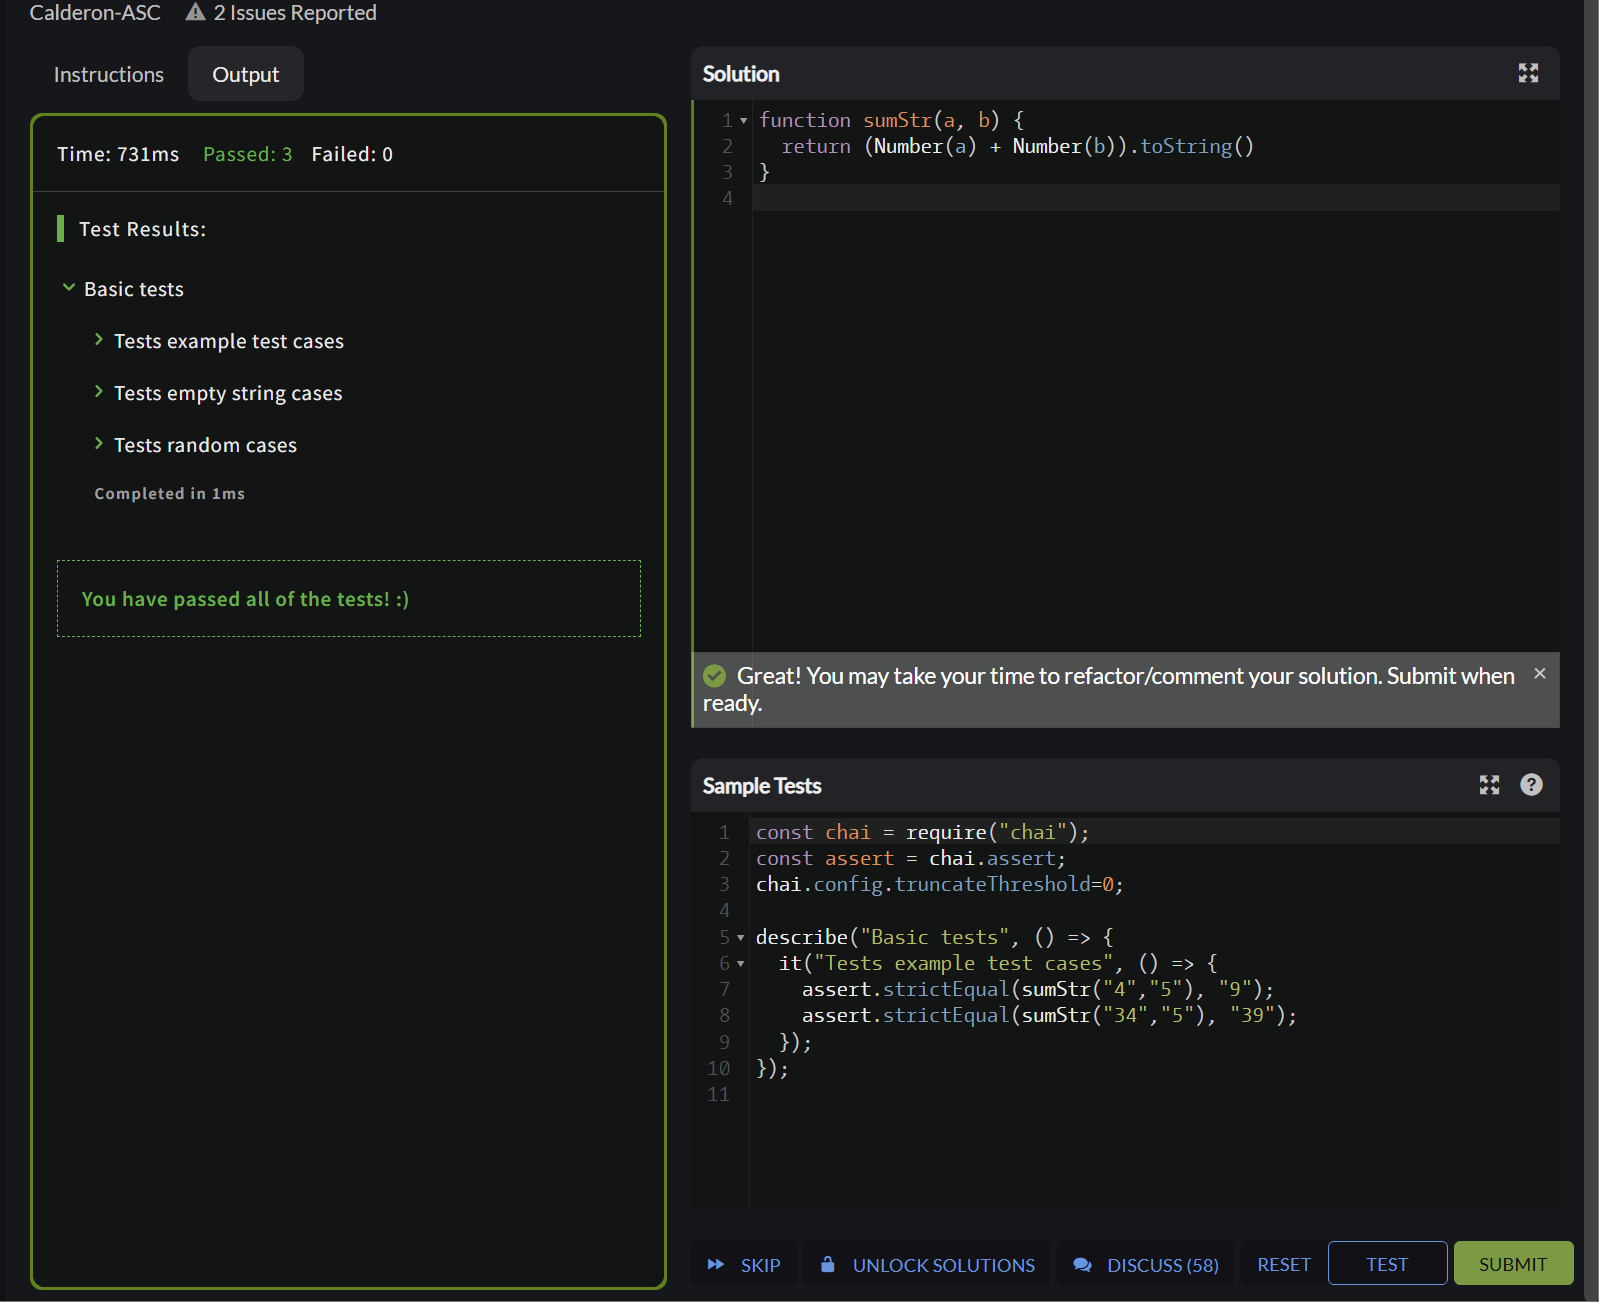 Calderon-ASC 2 Issues Reported
Instructions Output
Time: 731ms Passed: 3 Failed: 0
Test Results:
Basic tests
Tests example test cases
Tests empty string cases
Tests random cases
Completed in 1ms
You have passed all of the tests! :)
Solution
1 function sumStr(a, b) {
2 return (Number(a) + Number(b)).toString()
3 }
4
Great! You may take your time to refactor/comment your solution. Submit when
ready.
Sample Tests
1 const chai = require("chai");
2 const assert = chai.assert;
3 chai.config.truncateThreshold=0;
4
5 describe("Basic tests", () => {
6 it("Tests example test cases", () => {
7 assert.strictEqual(sumStr("4","5"), "9");
8 assert.strictEqual(sumStr("34","5"), "39");
9 });
10 });
11
SKIP UNLOCK SOLUTIONS DISCUSS (58) RESET TEST SUBMIT